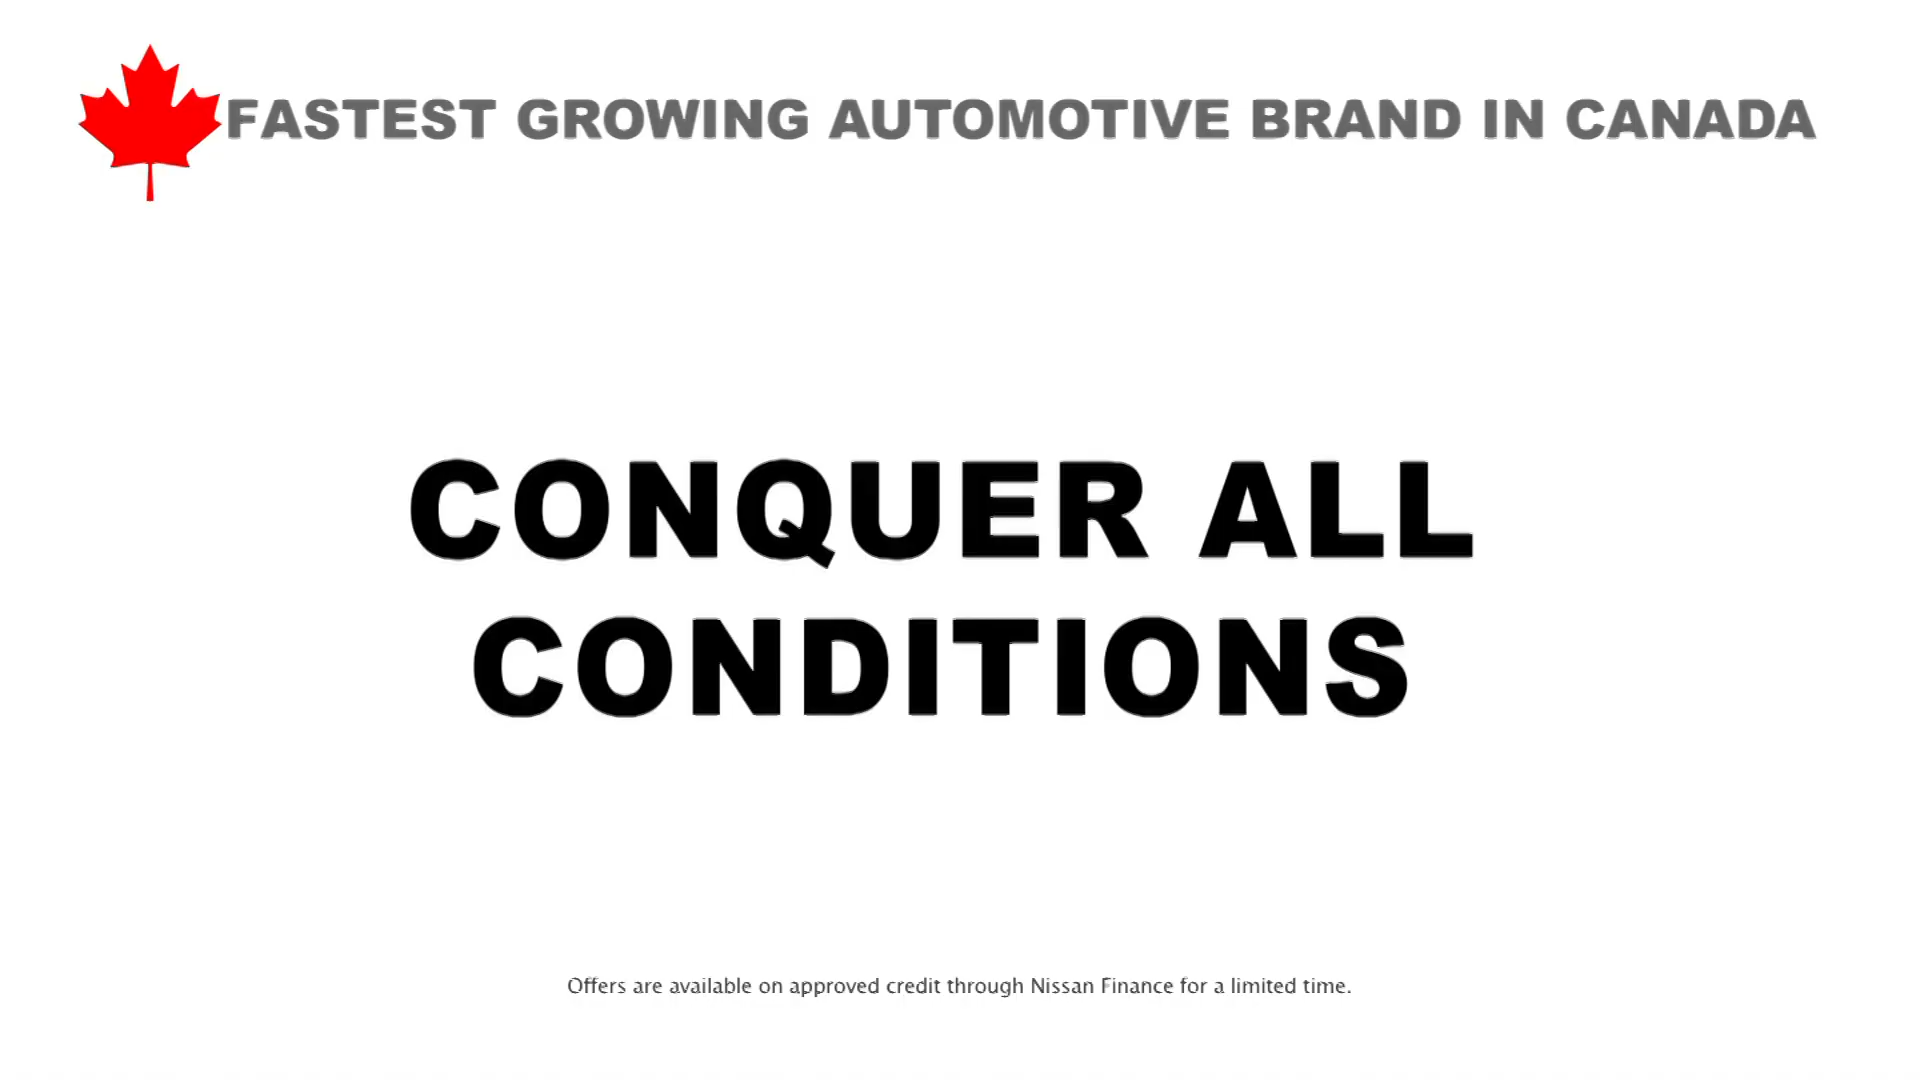 FASTEST GROWING AUTOMOTIVE BRAND IN CANADA
CONQUER ALL
CONDITIONS
Offers are available on approved credit through Nissan Finance for a limited time.